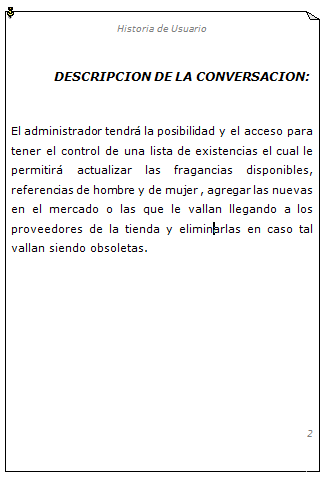 Historia de Usuario
DESCRIPCION DE LA CONVERSACION:
El administrador tendrá la posibilidad y el acceso para
tener el control de una lista de existencias el cual le
permitirá actualizar las fragancias disponibles,
referencias de hombre y de mujer , agregar las nuevas
en el mercado o las que le vallan llegando a los
proveedores de la tienda y eliminarlas en caso tal
vallan siendo obsoletas.
2